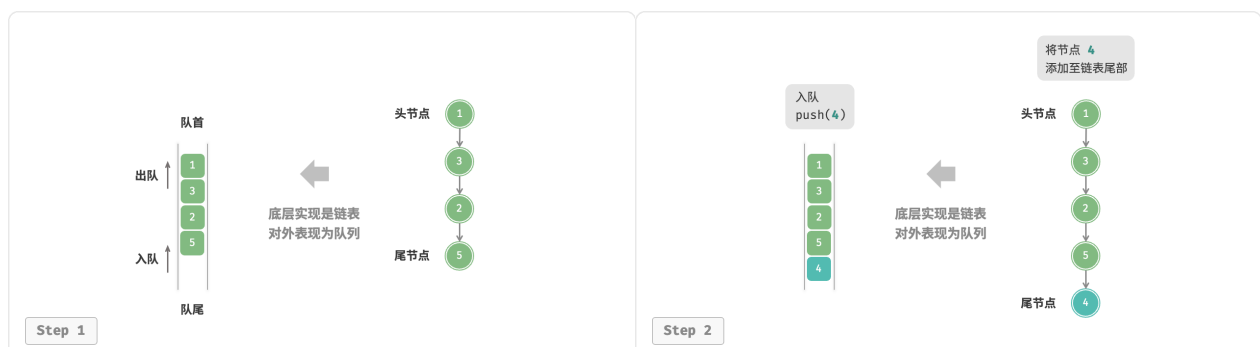 队首
出队
1
3
2
5
入队
队尾
底层实现是链表
对外表现为队列
头节点
1
3
2
尾节点
5
Step 1
入队
push(4)
1
3
2
5
4
底层实现是链表
对外表现为队列
将节点 4
添加至链表尾部
头节点
1
3
2
5
尾节点
4
Step 2